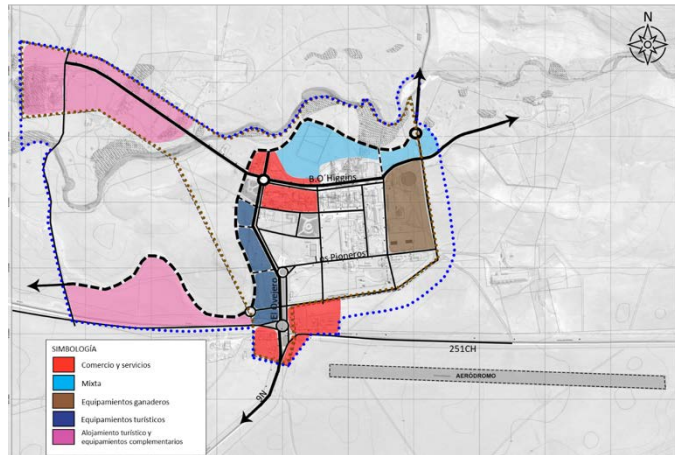 N
B.O´Higgins
Los Pioneros
El Ovejero
251CH
AERÓDROMO
9N
SIMBOLOGÍA
Comercio y servicios
Mixta
Equipamientos ganaderos
Equipamientos turísticos
Alojamiento turístico y
equipamientos complementarios